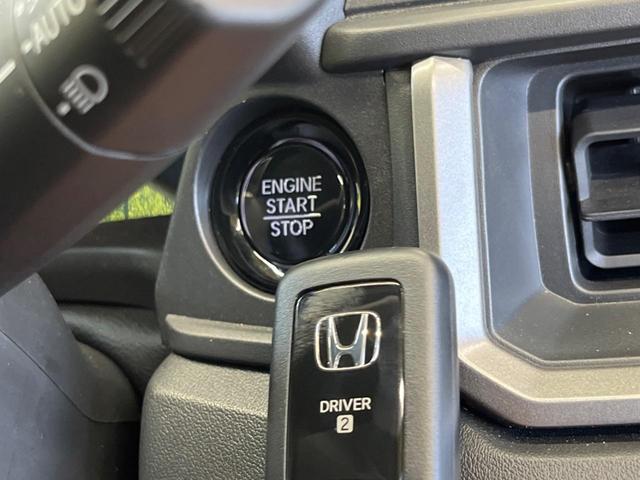 AUTO
ENGINE
START
STOP
DRIVER
2